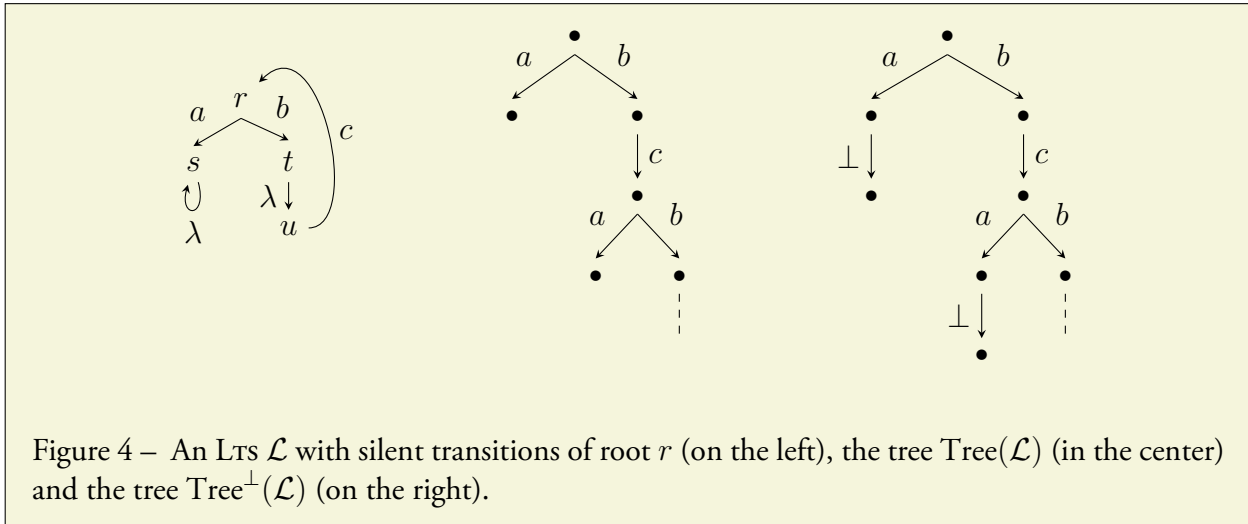 a r b
c
s t
λ
λ u
a b
c
a b
a b
⊥ c
a b
⊥
Figure 4 – An LTS 𝓛 with silent transitions of root r (on the left), the tree Tree(𝓛) (in the center)
and the tree Tree^⊥(𝓛) (on the right).